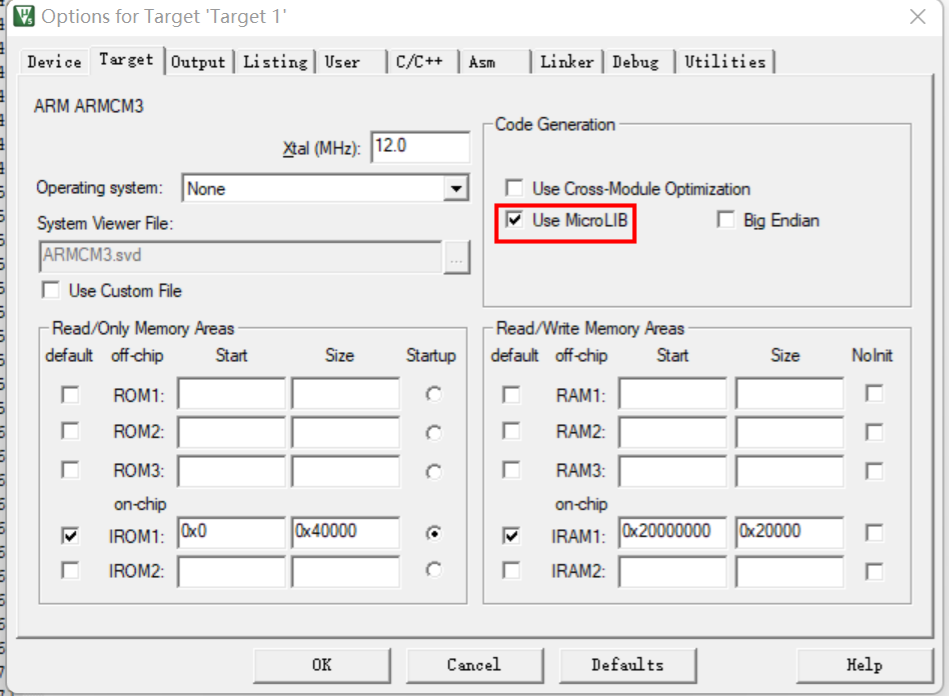 Options for Target 'Target 1'
Device Target Output Listing User C/C++ Asm Linker Debug Utilities
ARM ARMCM3
Xtal (MHz): 12.0
Operating system: None
System Viewer File:
ARMCM3.svd ...
Use Custom File
Code Generation
Use Cross-Module Optimization
Use MicroLIB Big Endian
Read/Only Memory Areas
default off-chip Start Size Startup
ROM1:
ROM2:
ROM3:
on-chip
IROM1: 0x0 0x40000
IROM2:
Read/Write Memory Areas
default off-chip Start Size NoInit
RAM1:
RAM2:
RAM3:
on-chip
IRAM1: 0x20000000 0x20000
IRAM2:
OK Cancel Defaults Help